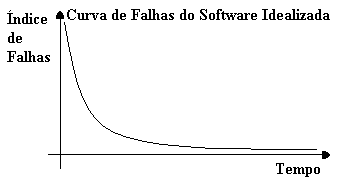 Índice
de
Falhas
Curva de Falhas do Software Idealizada
Tempo